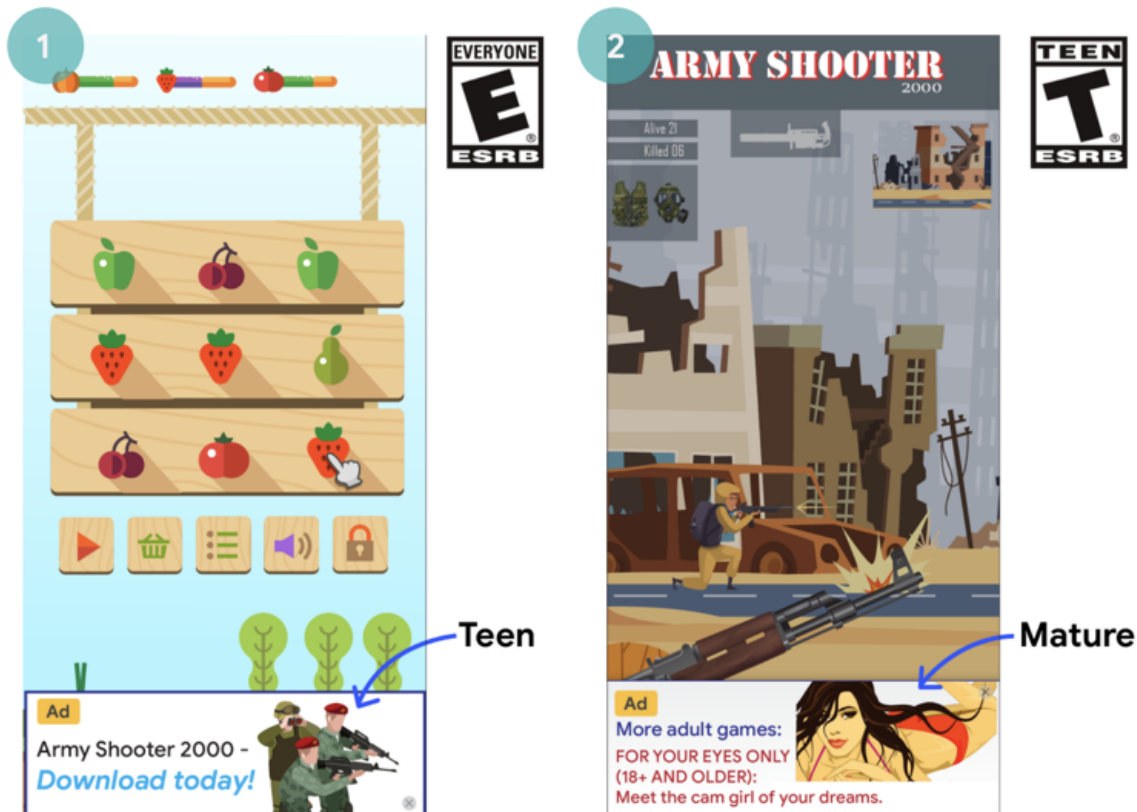 1
EVERYONE
E
®
ESRB
Teen
Ad
Army Shooter 2000 -
Download today!
2
ARMY SHOOTER
2000
Alive 21
Killed 06
TEEN
T
®
ESRB
Mature
Ad
More adult games:
FOR YOUR EYES ONLY
(18+ AND OLDER):
Meet the cam girl of your dreams.